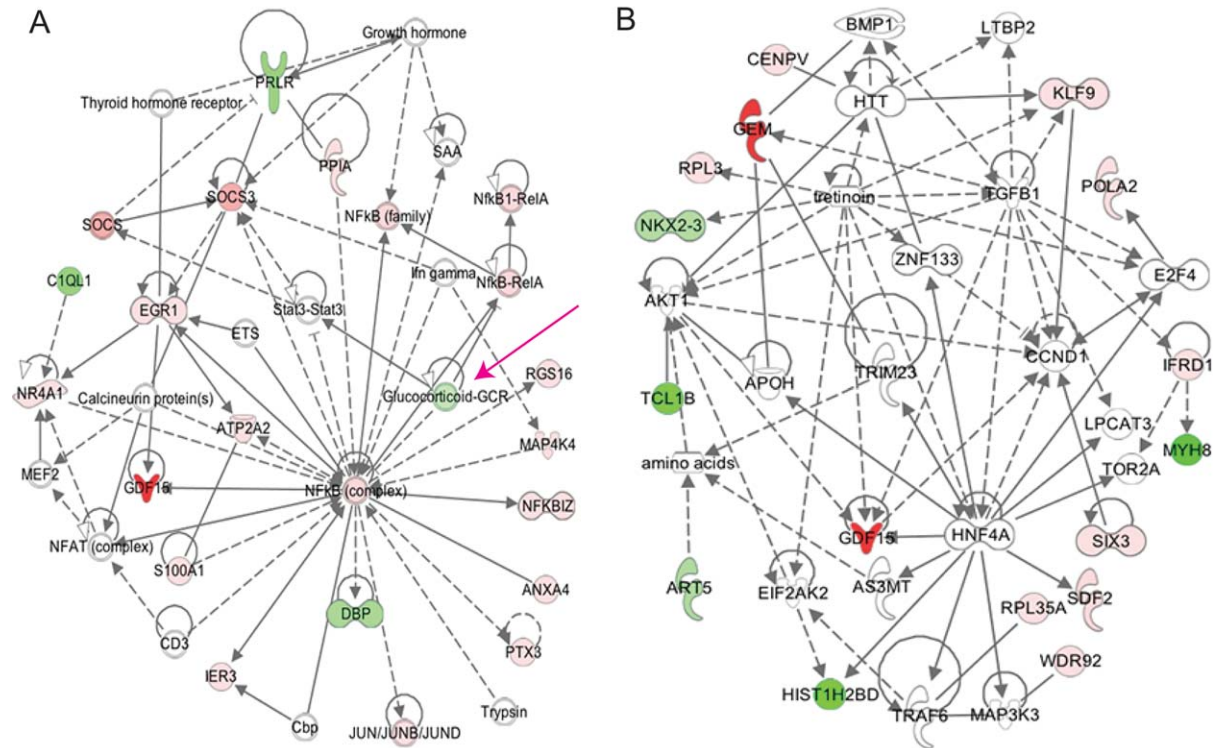 A
B
Growth hormone
PRLR
Thyroid hormone receptor
PPIA
SAA
SOCS3
NfkB1-RelA
NFkB (family)
SOCS
Ifn gamma
NfkB-RelA
C1QL1
EGR1
Stat3-Stat3
ETS
RGS16
NR4A1
Calcineurin protein(s)
Glucocorticoid-GCR
ATP2A2
MAP4K4
MEF2
GDF15
NFkB (complex)
NFKBIZ
NFAT (complex)
S100A1
ANXA4
DBP
CD3
PTX3
IER3
Cbp
JUN/JUNB/JUND
Trypsin
BMP1
LTBP2
CENPV
HTT
KLF9
GEM
RPL3
tretinoin
TGFB1
POLA2
NKX2-3
ZNF133
E2F4
AKT1
CCND1
APOH
TRIM23
IFRD1
TCL1B
LPCAT3
MYH8
amino acids
TOR2A
GDF15
HNF4A
SIX3
ART5
EIF2AK2
AS3MT
SDF2
RPL35A
WDR92
HIST1H2BD
TRAF6
MAP3K3